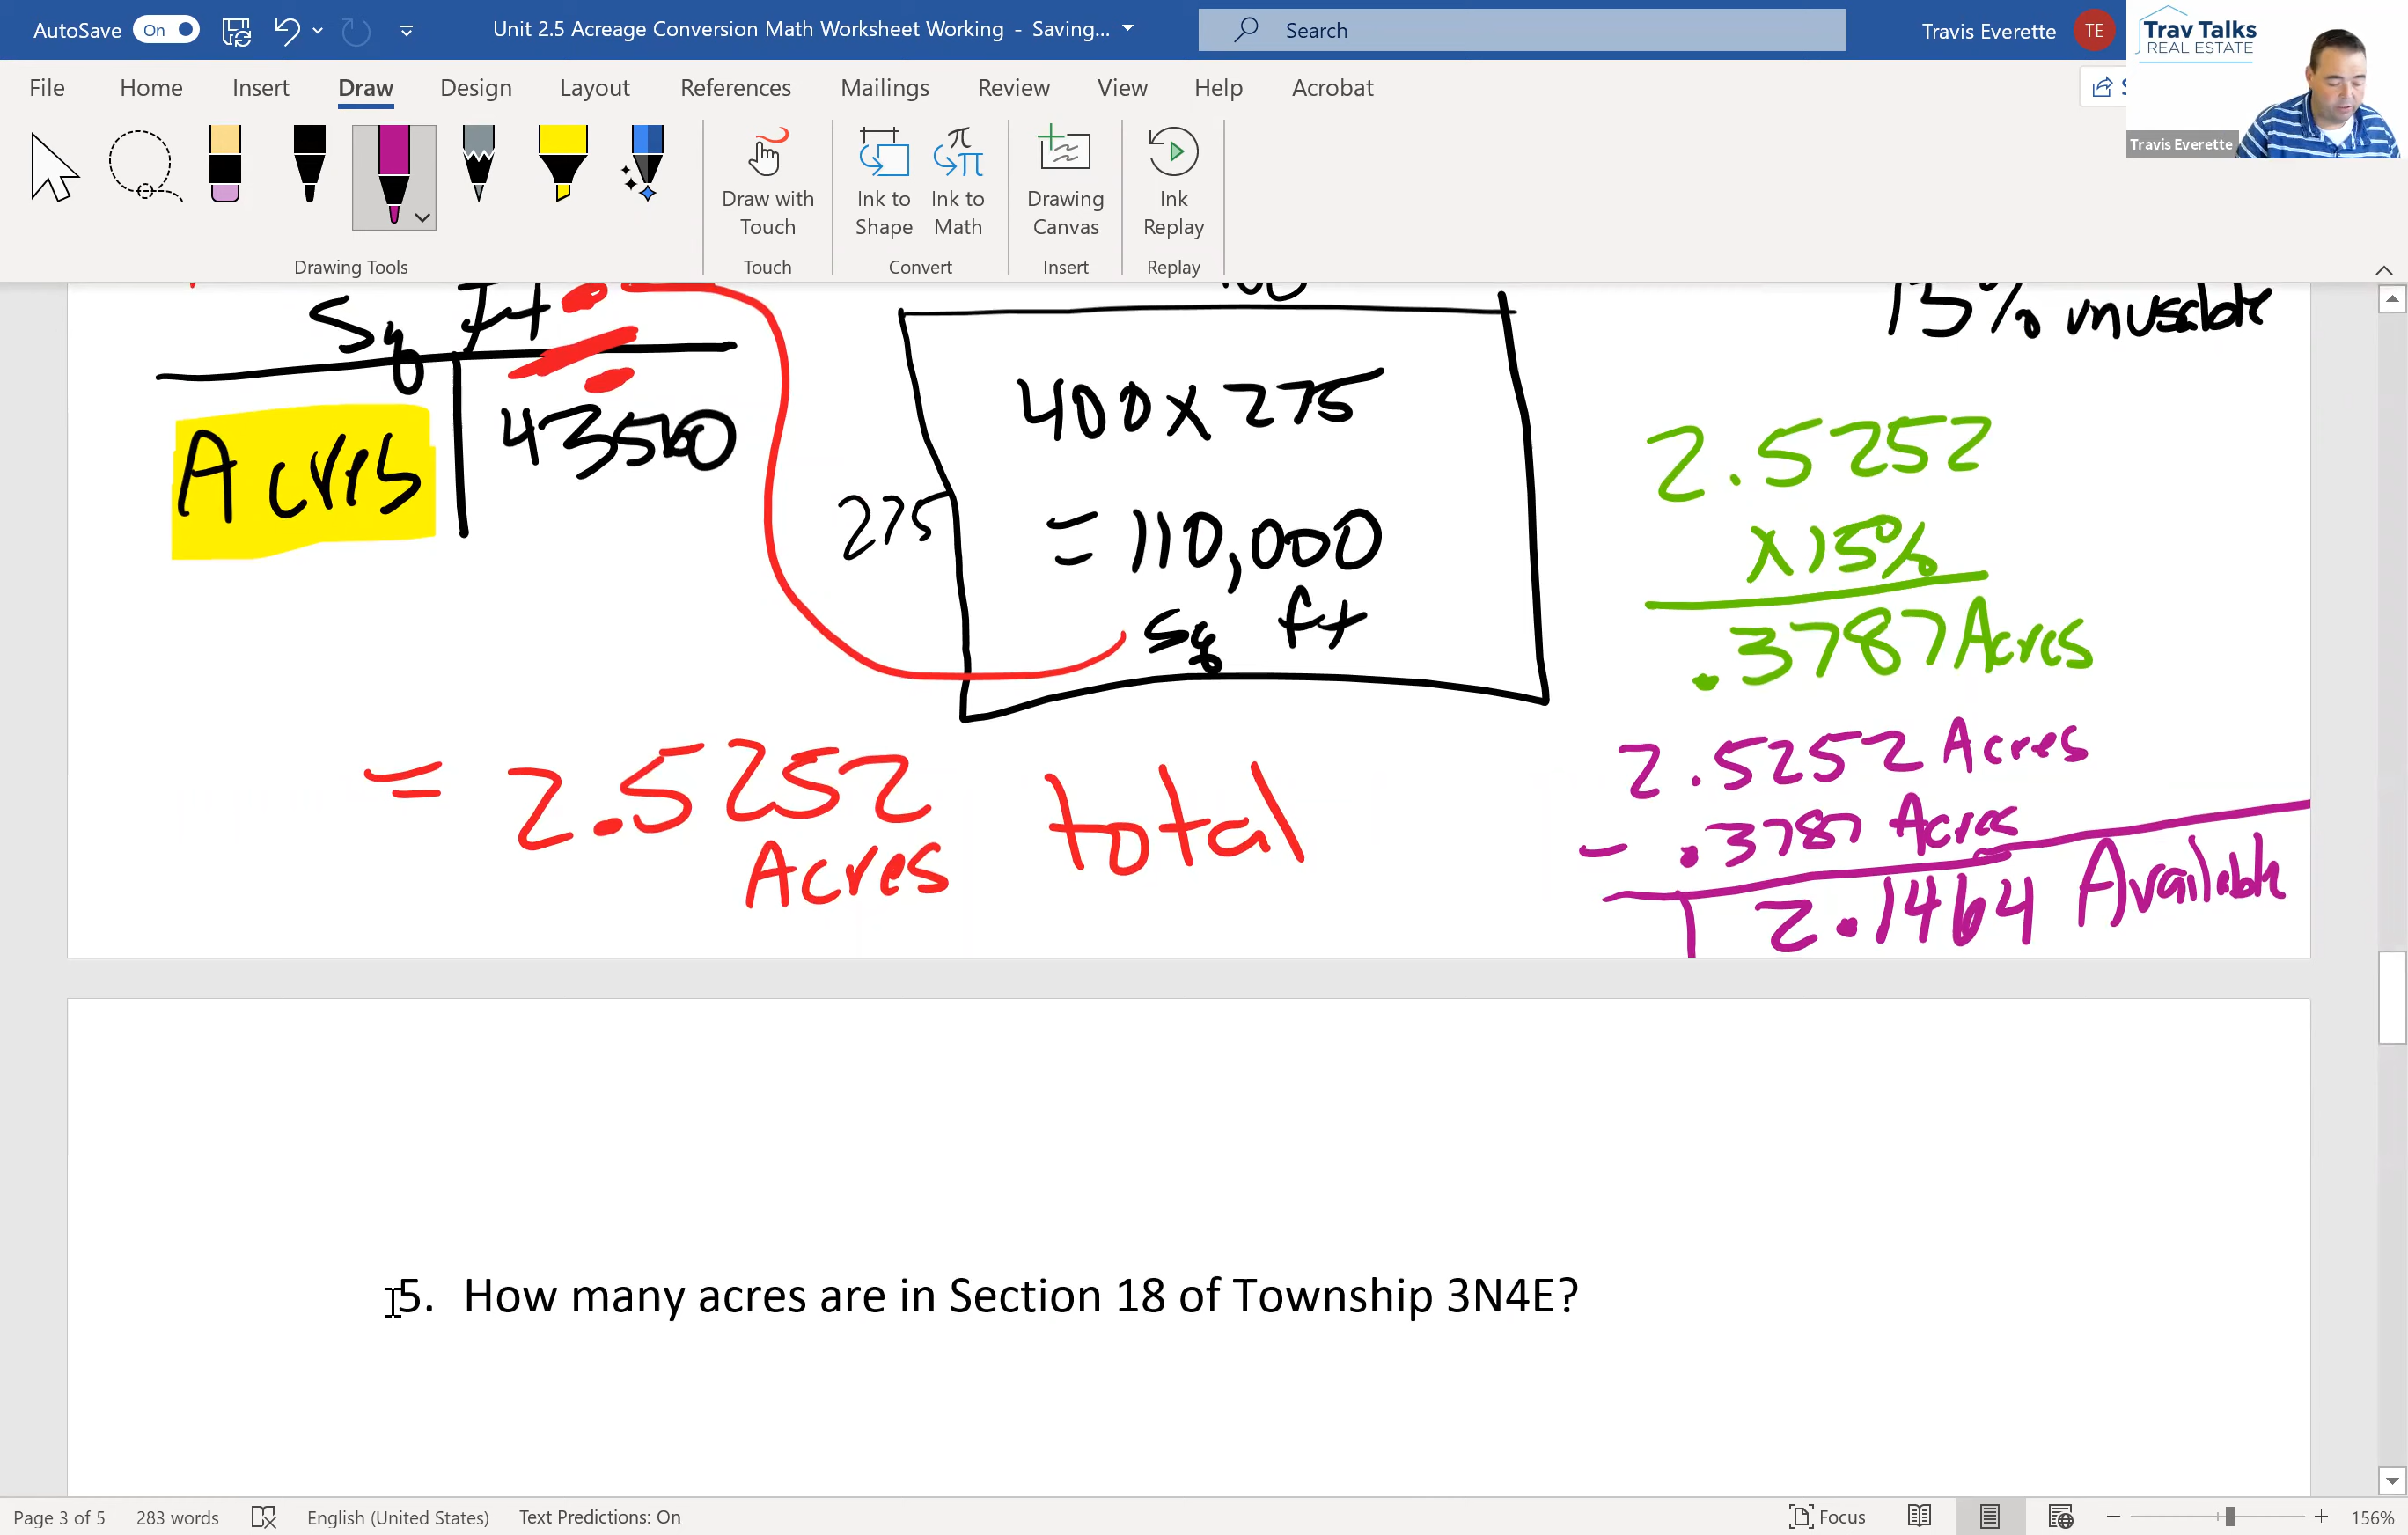 AutoSave On
Unit 2.5 Acreage Conversion Math Worksheet Working - Saving...
Search
Travis Everette TE
Trav Talks
REAL ESTATE
Travis Everette
File Home Insert Draw Design Layout References Mailings Review View Help Acrobat
Draw with Touch
Ink to Shape
Ink to Math
Drawing Canvas
Ink Replay
Drawing Tools Touch Convert Insert Replay
Sq Ft
Acres 43560
275
400 x 275
= 110,000
sq ft
= 2.5252
Acres total
15% unusable
2.5252
x 15%
.3787 Acres
2.5252 Acres
- .3787 Acres
2.1464 Available
5. How many acres are in Section 18 of Township 3N4E?
Page 3 of 5 283 words English (United States) Text Predictions: On Focus 156%